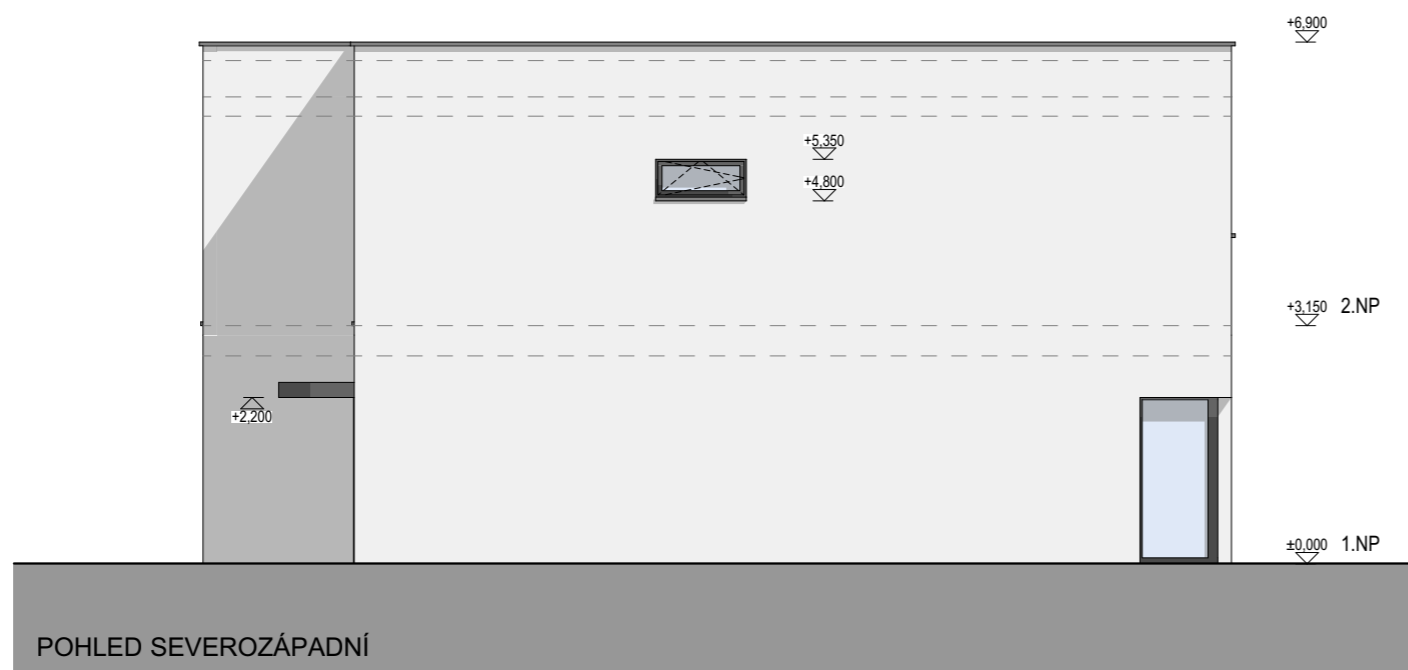 +6,900
+5,350
+4,800
+3,150 2.NP
+2,200
±0,000 1.NP
POHLED SEVEROZÁPADNÍ